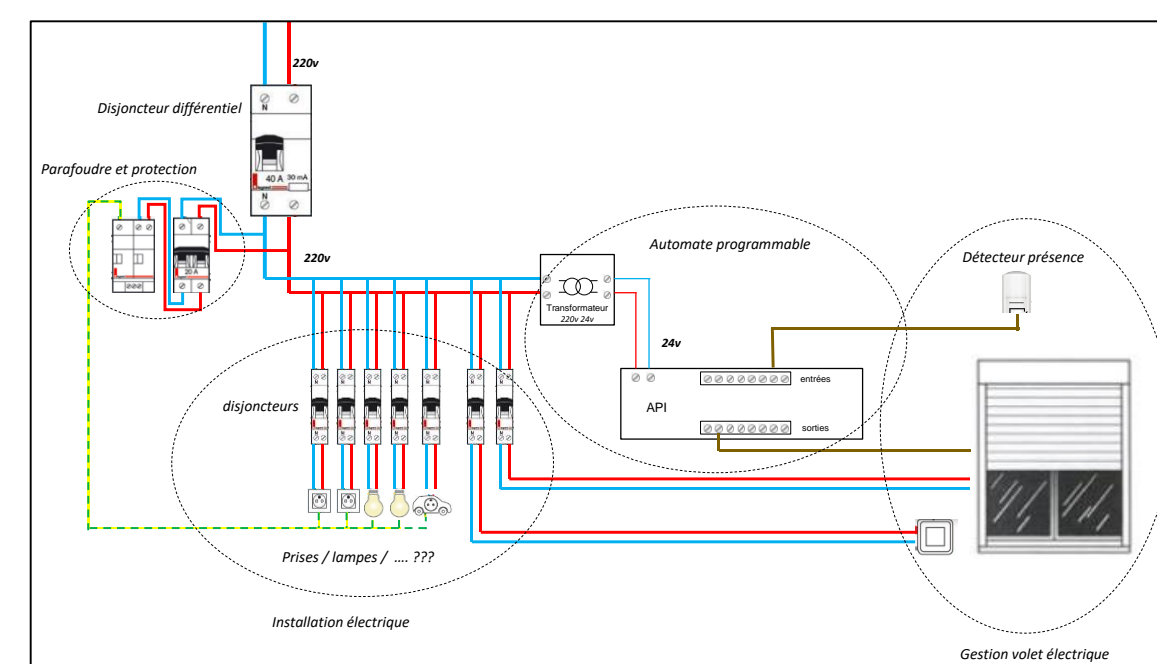 220v
Disjoncteur différentiel
N
40 A 30 mA
N
Parafoudre et protection
20 A
220v
Automate programmable
Détecteur présence
Transformateur
220v 24v
24v
entrées
API
sorties
disjoncteurs
N
N
N
N
N
N
N
N
N
N
N
N
N
N
Prises / lampes / .... ???
Installation électrique
Gestion volet électrique